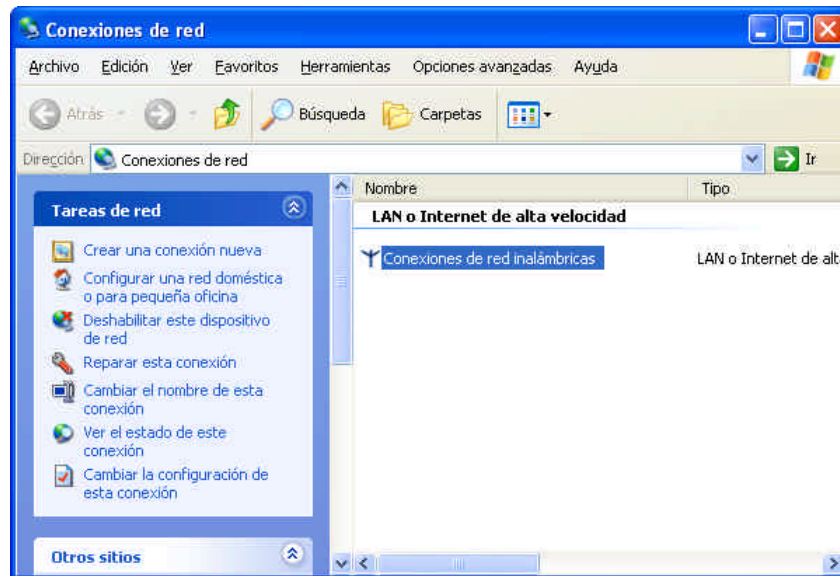 Conexiones de red
Archivo Edición Ver Favoritos Herramientas Opciones avanzadas Ayuda
Atrás Búsqueda Carpetas
Dirección Conexiones de red Ir
Tareas de red
Crear una conexión nueva
Configurar una red doméstica
o para pequeña oficina
Deshabilitar este dispositivo
de red
Reparar esta conexión
Cambiar el nombre de esta
conexión
Ver el estado de este
conexión
Cambiar la configuración de
esta conexión
Otros sitios
Nombre Tipo
LAN o Internet de alta velocidad
Conexiones de red inalámbricas LAN o Internet de alt